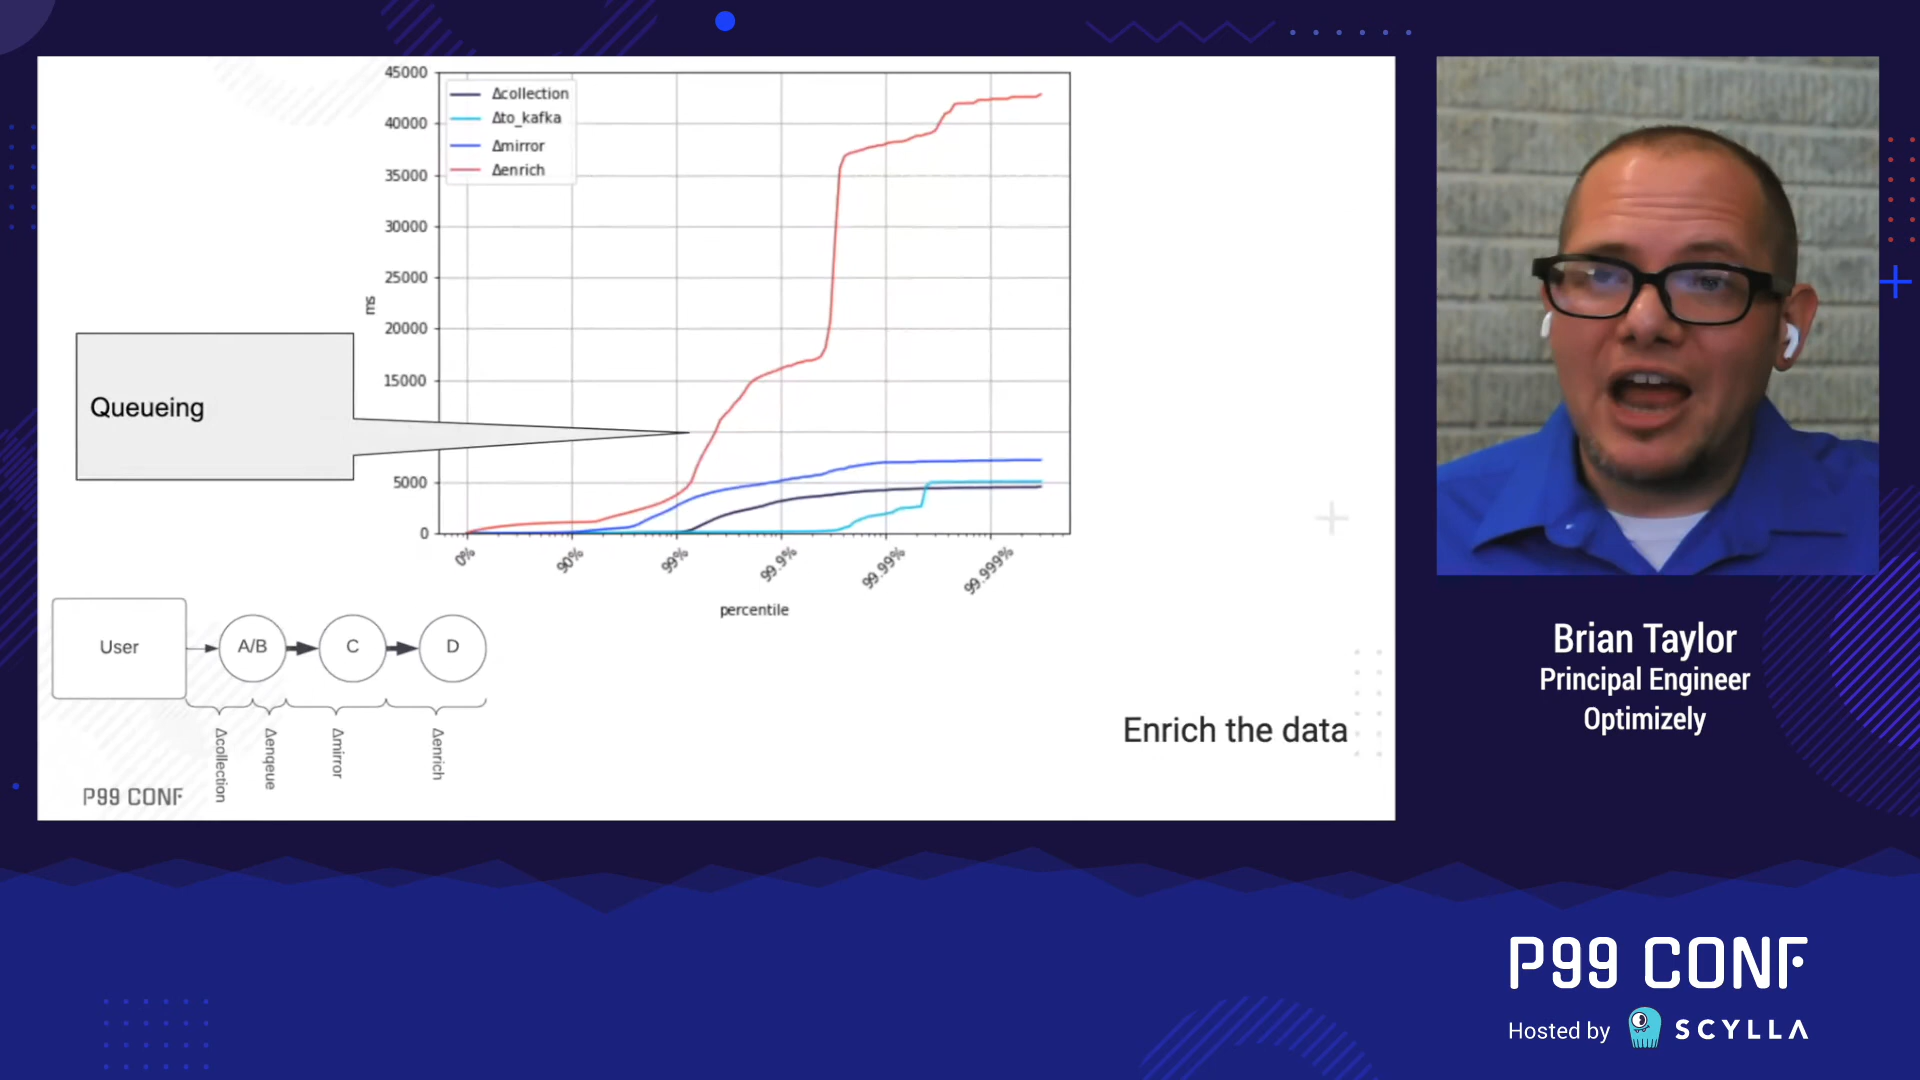 45000
40000
35000
30000
25000
20000
15000
5000
0
ms
Δcollection
Δto_kafka
Δmirror
Δenrich
Queueing
0%
90%
99%
99.9%
99.99%
99.999%
percentile
User
A/B
C
D
Δcollection
Δenqeue
Δmirror
Δenrich
P99 CONF
Enrich the data
Brian Taylor
Principal Engineer
Optimizely
P99 CONF
Hosted by SCYLLA